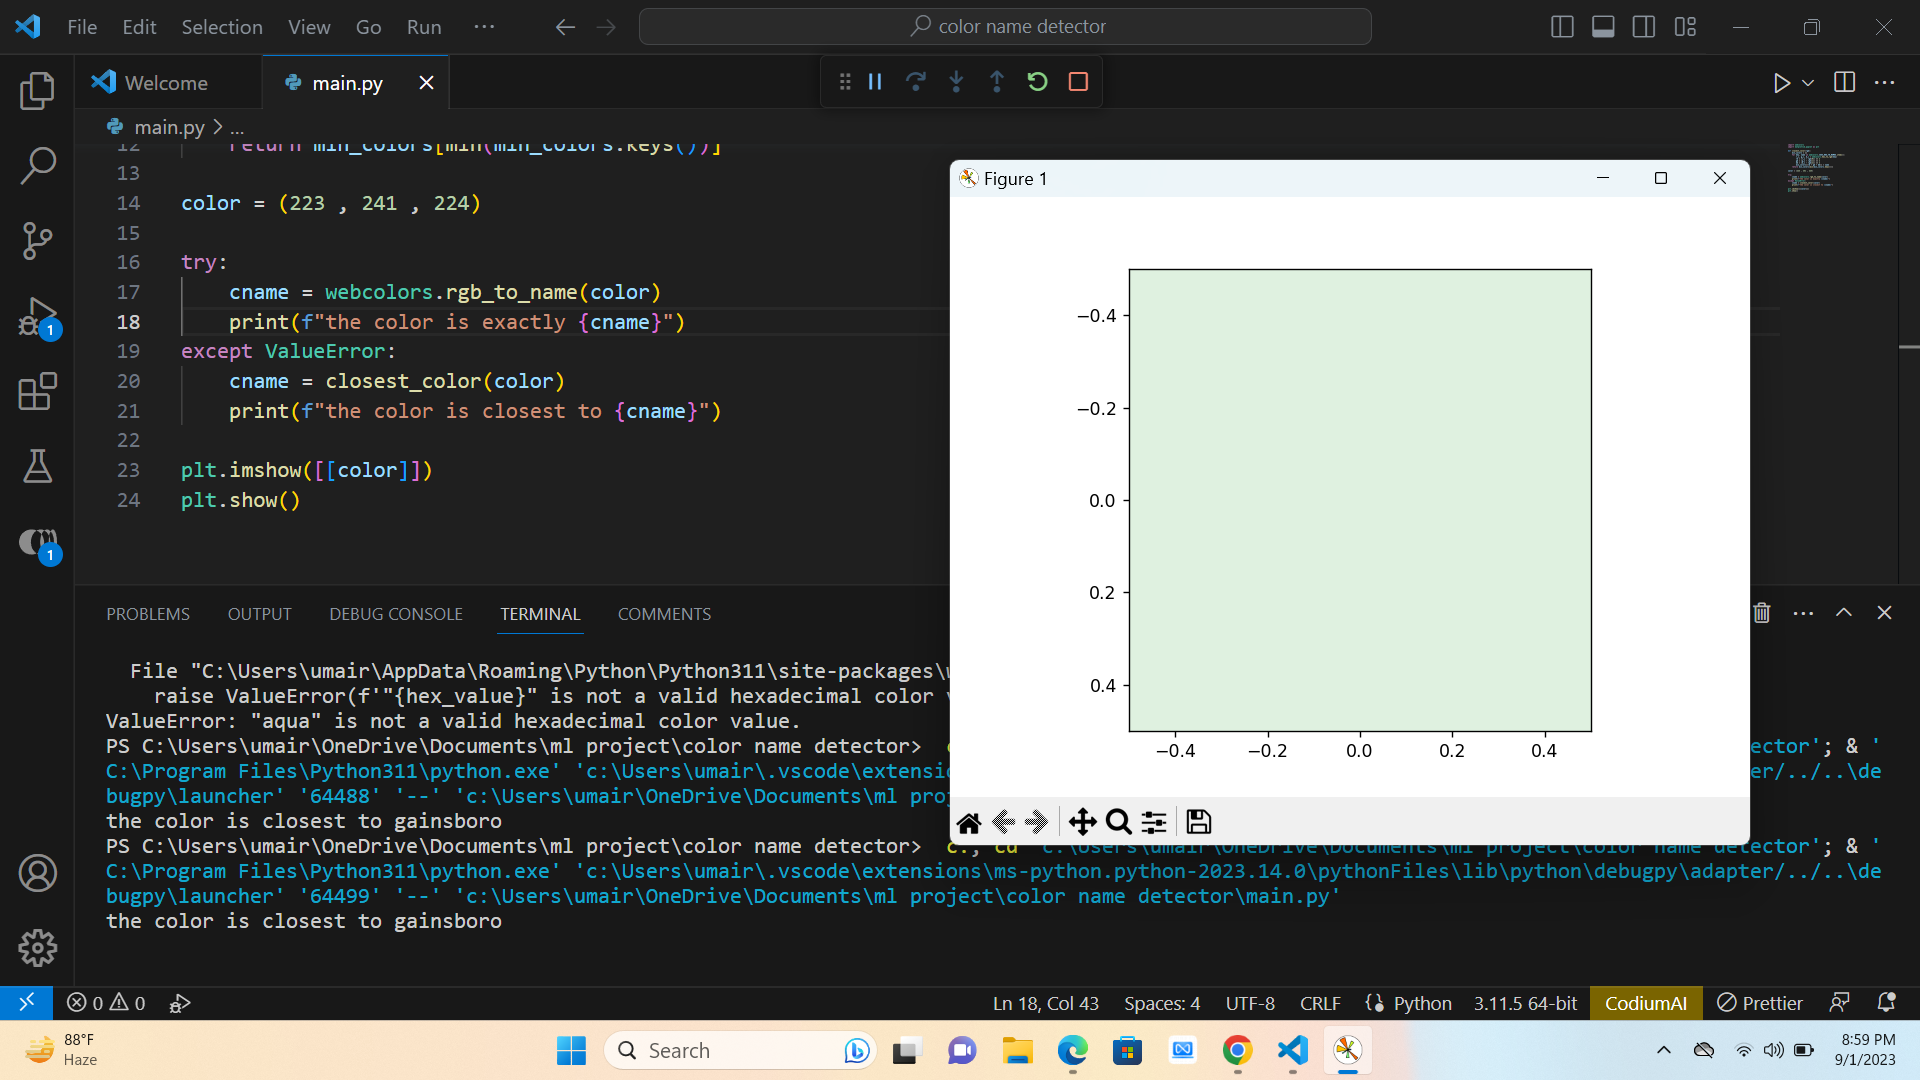 File Edit Selection View Go Run ···
color name detector
Welcome main.py
main.py > ...
12 return min_colors[min(min_colors.keys())]
13
14 color = (223 , 241 , 224)
15
16 try:
17 cname = webcolors.rgb_to_name(color)
18 print(f"the color is exactly {cname}")
19 except ValueError:
20 cname = closest_color(color)
21 print(f"the color is closest to {cname}")
22
23 plt.imshow([[color]])
24 plt.show()
1
1
Figure 1
−0.4
−0.2
0.0
0.2
0.4
−0.4 −0.2 0.0 0.2 0.4
PROBLEMS OUTPUT DEBUG CONSOLE TERMINAL COMMENTS
File "C:\Users\umair\AppData\Roaming\Python\Python311\site-packages\
raise ValueError(f'"{hex_value}" is not a valid hexadecimal color
ValueError: "aqua" is not a valid hexadecimal color value.
PS C:\Users\umair\OneDrive\Documents\ml project\color name detector> ector'; & '
C:\Program Files\Python311\python.exe' 'c:\Users\umair\.vscode\extensio er/../..\de
bugpy\launcher' '64488' '--' 'c:\Users\umair\OneDrive\Documents\ml pro
the color is closest to gainsboro
PS C:\Users\umair\OneDrive\Documents\ml project\color name detector> c:; cd 'c:\Users\umair\OneDrive\Documents\ml project\color name detector'; & '
C:\Program Files\Python311\python.exe' 'c:\Users\umair\.vscode\extensions\ms-python.python-2023.14.0\pythonFiles\lib\python\debugpy\adapter/../..\de
bugpy\launcher' '64499' '--' 'c:\Users\umair\OneDrive\Documents\ml project\color name detector\main.py'
the color is closest to gainsboro
0 0 Ln 18, Col 43 Spaces: 4 UTF-8 CRLF Python 3.11.5 64-bit CodiumAI Prettier
88°F
Haze
Search
8:59 PM
9/1/2023